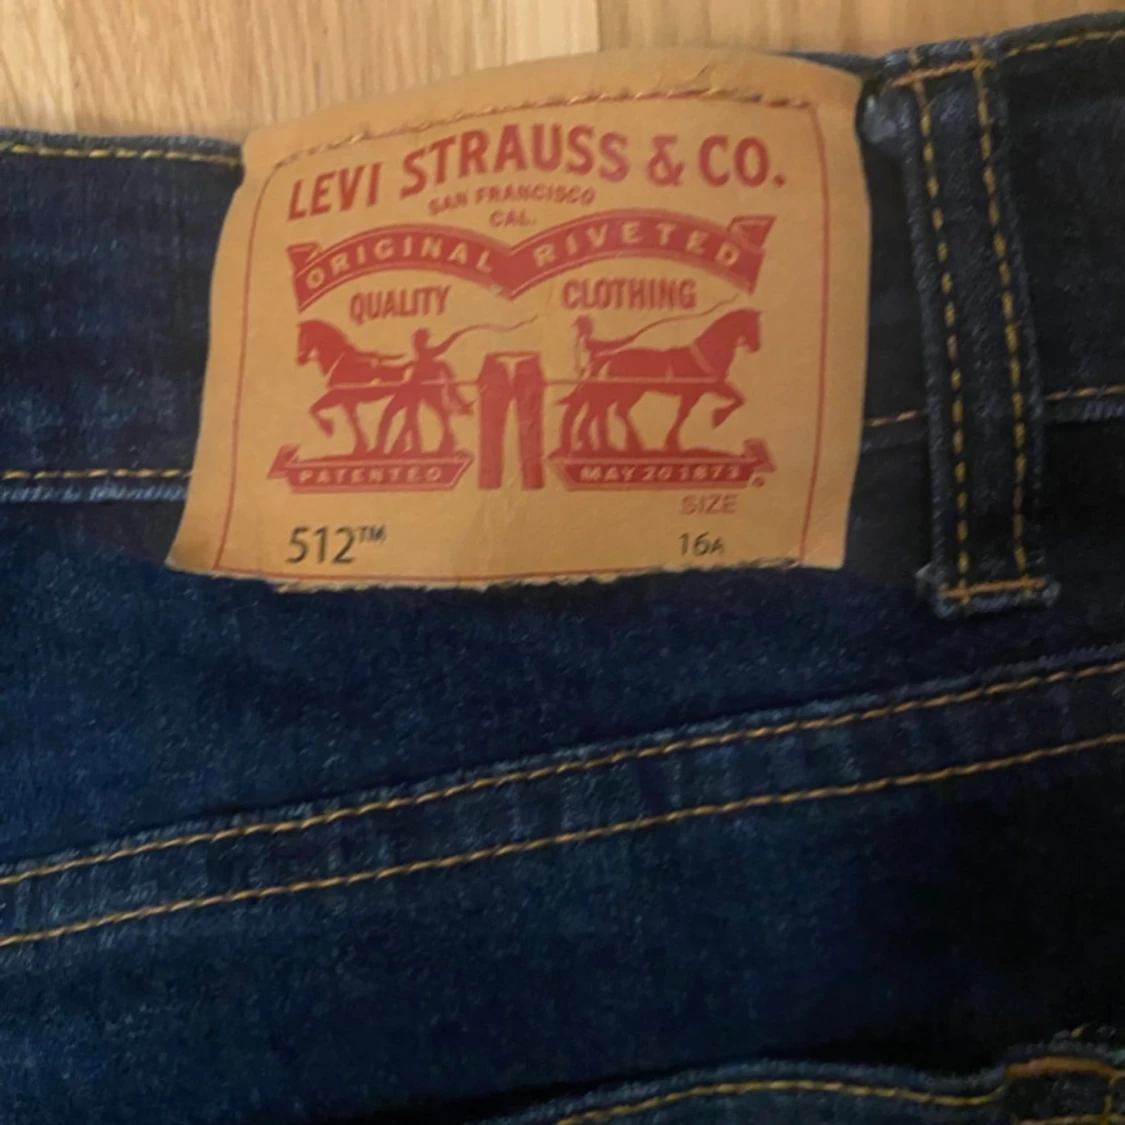 LEVI STRAUSS & CO.
SAN FRANCISCO
CAL.
ORIGINAL RIVETED
QUALITY CLOTHING
PATENTED MAY 20 1873
SIZE
512™ 16A